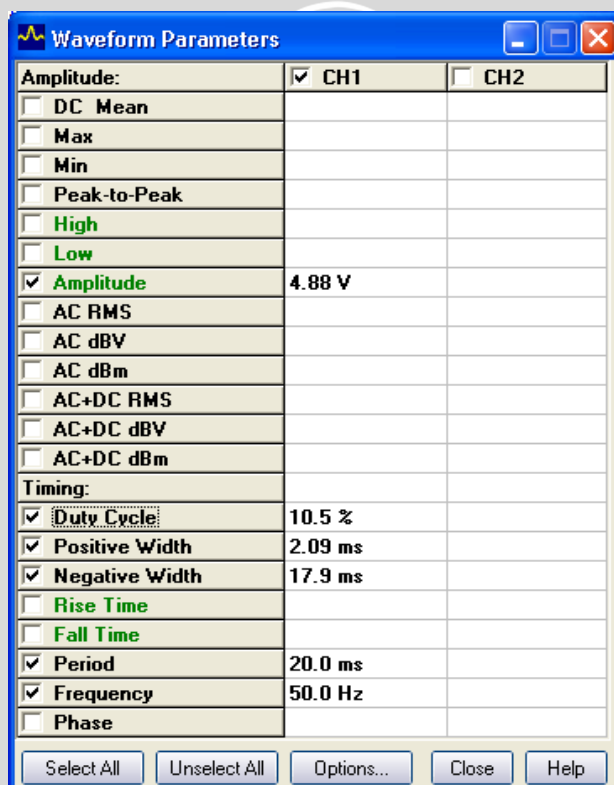 Waveform Parameters
Amplitude: CH1 CH2
DC Mean
Max
Min
Peak-to-Peak
High
Low
Amplitude 4.88 V
AC RMS
AC dBV
AC dBm
AC+DC RMS
AC+DC dBV
AC+DC dBm
Timing:
Duty Cycle 10.5 %
Positive Width 2.09 ms
Negative Width 17.9 ms
Rise Time
Fall Time
Period 20.0 ms
Frequency 50.0 Hz
Phase
Select All Unselect All Options... Close Help